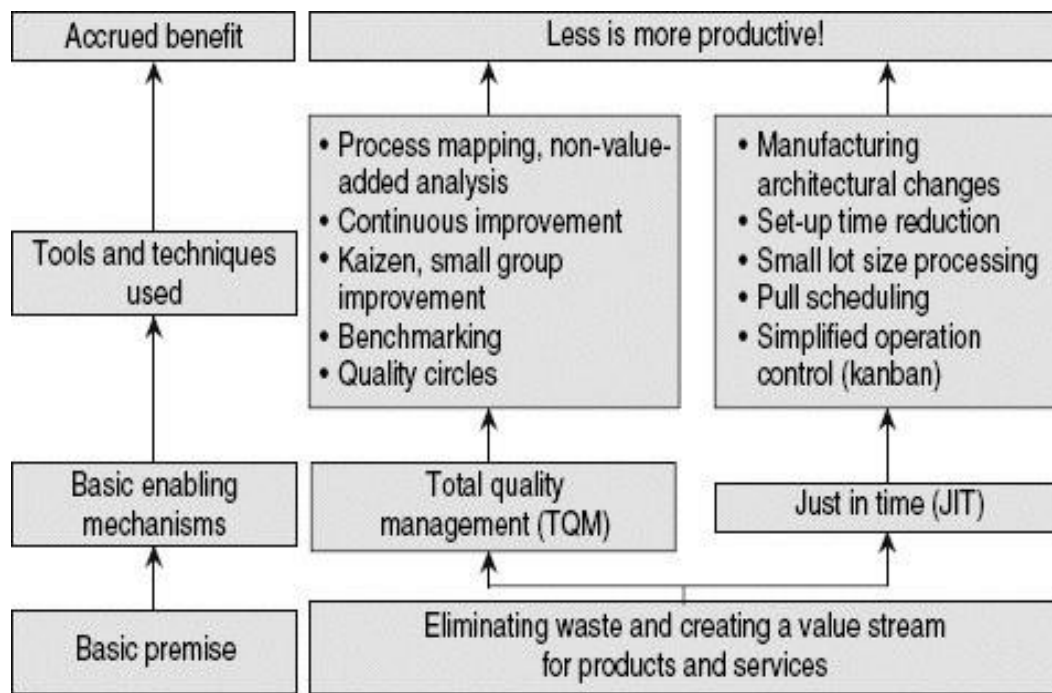 Accrued benefit
Less is more productive!
Tools and techniques
used
• Process mapping, non-value-
added analysis
• Continuous improvement
• Kaizen, small group
improvement
• Benchmarking
• Quality circles
• Manufacturing
architectural changes
• Set-up time reduction
• Small lot size processing
• Pull scheduling
• Simplified operation
control (kanban)
Basic enabling
mechanisms
Total quality
management (TQM)
Just in time (JIT)
Basic premise
Eliminating waste and creating a value stream
for products and services